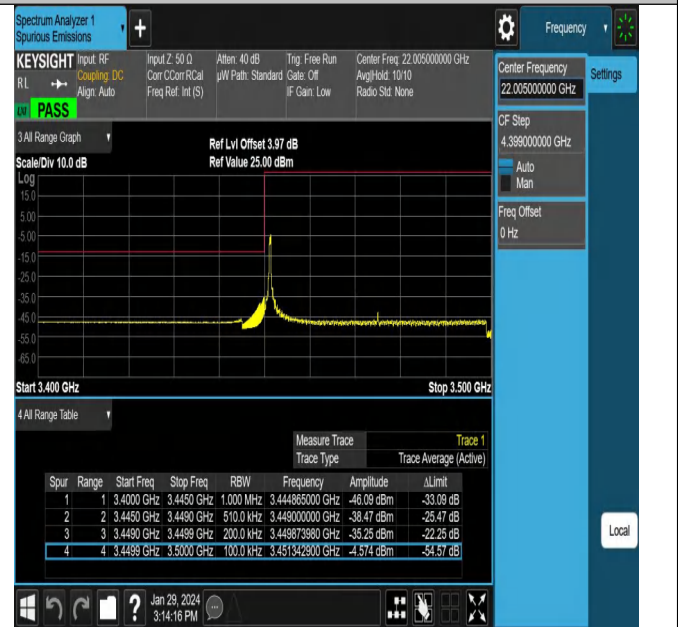 Spectrum Analyzer 1
Spurious Emissions
+
Frequency
KEYSIGHT Input: RF Input Z: 50 Ω Atten: 40 dB Trig: Free Run Center Freq: 22.005000000 GHz
RL Coupling: DC Corr CCorr RCal µW Path: Standard Gate: Off Avg|Hold: 10/10
Align: Auto Freq Ref: Int (S) IF Gain: Low Radio Std: None
PASS
Center Frequency
22.005000000 GHz
Settings
CF Step
4.399000000 GHz
Auto
Man
Freq Offset
0 Hz
3 All Range Graph
Ref Lvl Offset 3.97 dB
Scale/Div 10.0 dB Ref Value 25.00 dBm
Log
15.0
5.00
-5.00
-15.0
-25.0
-35.0
-45.0
-55.0
-65.0
Start 3.400 GHz Stop 3.500 GHz
4 All Range Table
Measure Trace Trace 1
Trace Type Trace Average (Active)
Spur Range Start Freq Stop Freq RBW Frequency Amplitude ΔLimit
1 1 3.4000 GHz 3.4450 GHz 1.000 MHz 3.444865000 GHz -46.09 dBm -33.09 dB
2 2 3.4450 GHz 3.4490 GHz 510.0 kHz 3.449000000 GHz -38.47 dBm -25.47 dB
3 3 3.4490 GHz 3.4499 GHz 200.0 kHz 3.449873980 GHz -35.25 dBm -22.25 dB
4 4 3.4499 GHz 3.5000 GHz 100.0 kHz 3.451342900 GHz -4.574 dBm -54.57 dB
Local
? Jan 29, 2024
3:14:16 PM